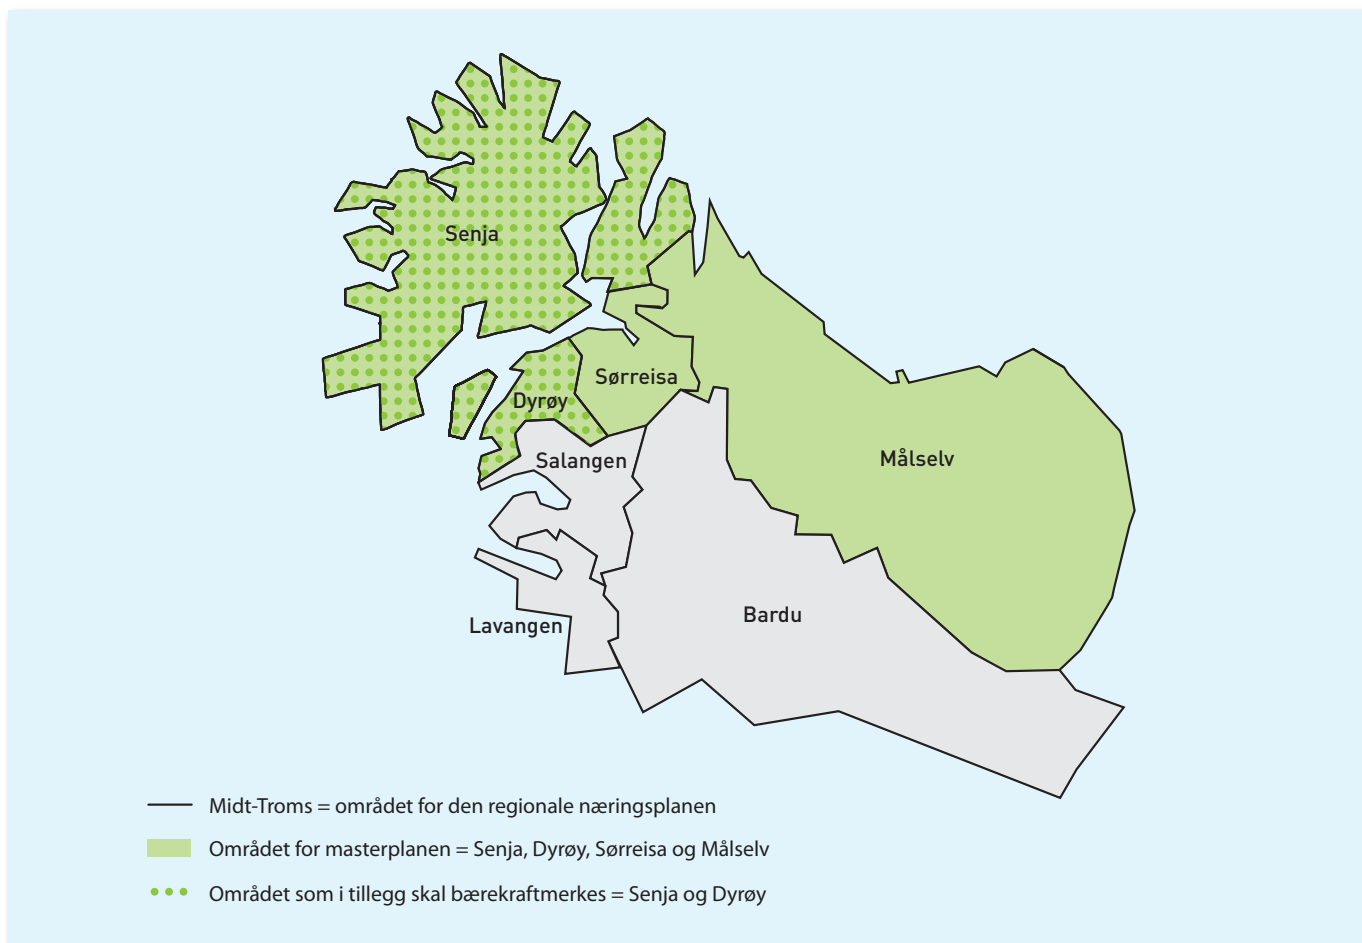 Senja
Sørreisa
Dyrøy
Salangen
Målselv
Bardu
Lavangen
Midt-Troms = området for den regionale næringsplanen
Området for masterplanen = Senja, Dyrøy, Sørreisa og Målselv
Området som i tillegg skal bærekraftmerkes = Senja og Dyrøy